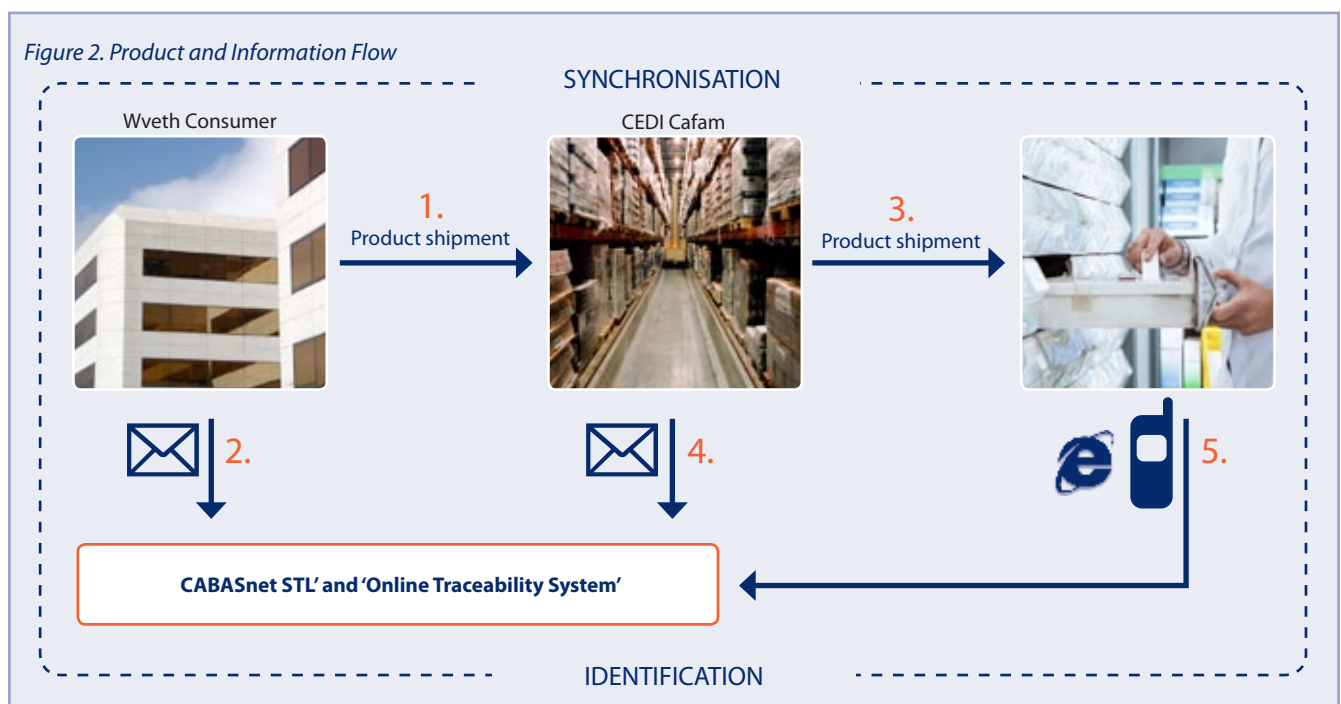 Figure 2. Product and Information Flow
SYNCHRONISATION
Wveth Consumer
CEDI Cafam
1.
Product shipment
3.
Product shipment
2.
4.
5.
CABASnet STL’ and ‘Online Traceability System’
IDENTIFICATION